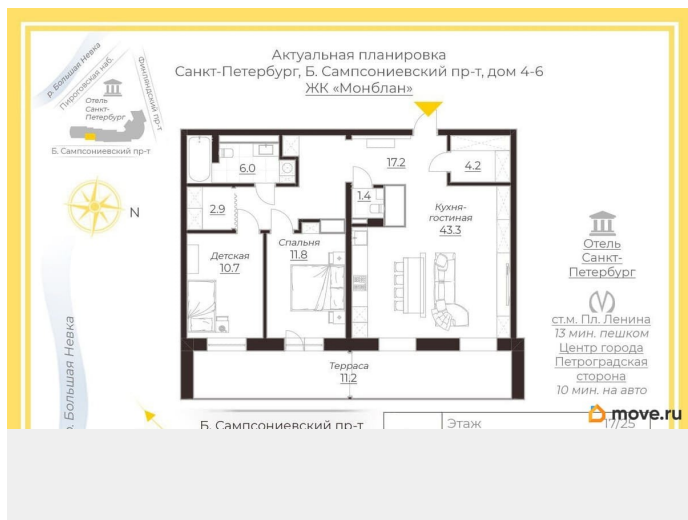 Актуальная планировка
Санкт-Петербург, Б. Сампсониевский пр-т, дом 4-6
ЖК «Монблан»
р. Большая Невка
Пироговская наб.
Финляндский пр-т
Отель
Санкт-
Петербург
Б. Сампсониевский пр-т
N
6.0
17.2
4.2
2.9
1.4
Кухня-
гостиная
43.3
Спальня
11.8
Детская
10.7
Терраса
11.2
Отель
Санкт-
Петербург
ст.м. Пл. Ленина
13 мин. пешком
Центр города
Петроградская
сторона
10 мин. на авто
р. Большая Невка
Б. Сампсониевский пр-т
Этаж
17/25
move.ru